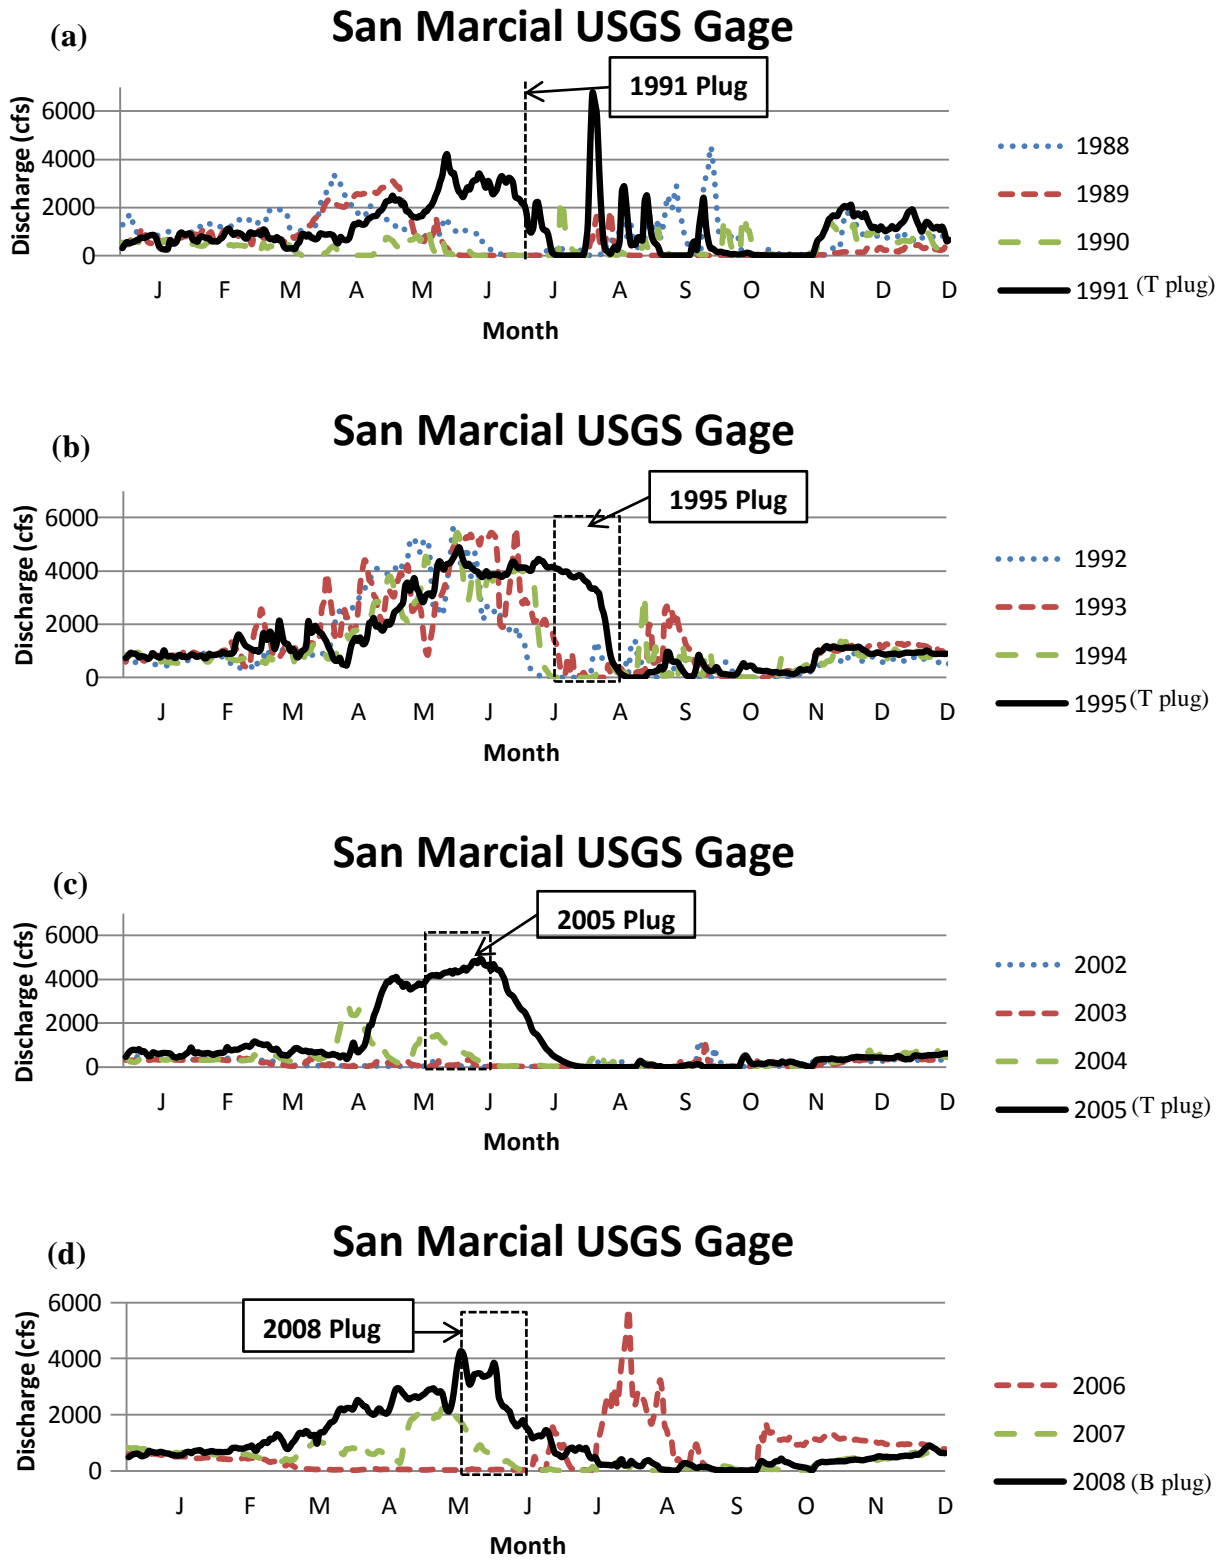 (a)
San Marcial USGS Gage
1991 Plug
Discharge (cfs)
6000
4000
2000
0
J F M A M J J A S O N D D
Month
1988
1989
1990
1991 (T plug)
(b)
San Marcial USGS Gage
1995 Plug
Discharge (cfs)
6000
4000
2000
0
J F M A M J J A S O N D D
Month
1992
1993
1994
1995 (T plug)
(c)
San Marcial USGS Gage
2005 Plug
Discharge (cfs)
6000
4000
2000
0
J F M A M J J A S O N D D
Month
2002
2003
2004
2005 (T plug)
(d)
San Marcial USGS Gage
2008 Plug
Discharge (cfs)
6000
4000
2000
0
J F M A M J J A S O N D
Month
2006
2007
2008 (B plug)